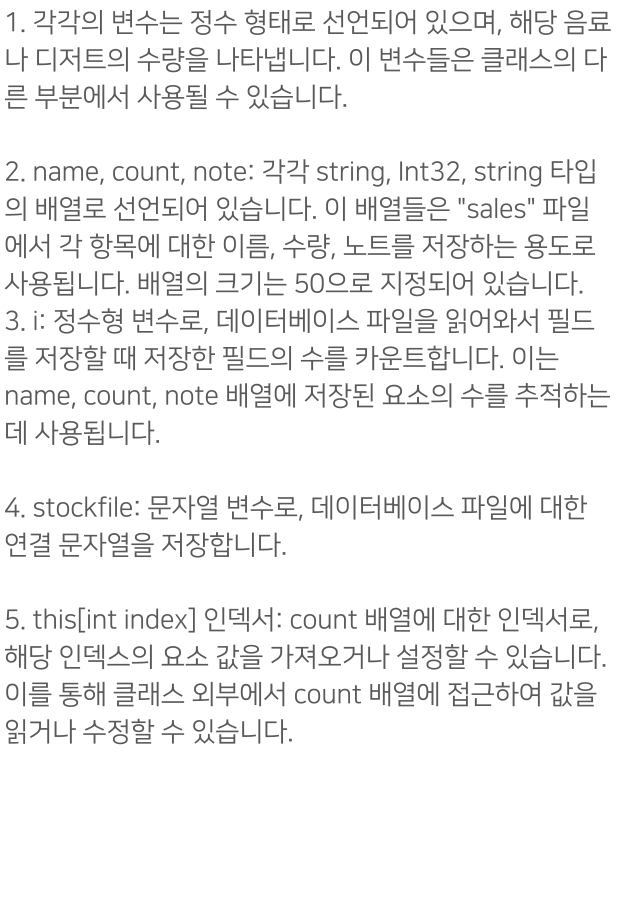 1. 각각의 변수는 정수 형태로 선언되어 있으며, 해당 음료
나 디저트의 수량을 나타냅니다. 이 변수들은 클래스의 다
른 부분에서 사용될 수 있습니다.
2. name, count, note: 각각 string, Int32, string 타입
의 배열로 선언되어 있습니다. 이 배열들은 "sales" 파일
에서 각 항목에 대한 이름, 수량, 노트를 저장하는 용도로
사용됩니다. 배열의 크기는 50으로 지정되어 있습니다.
3. i: 정수형 변수로, 데이터베이스 파일을 읽어와서 필드
를 저장할 때 저장한 필드의 수를 카운트합니다. 이는
name, count, note 배열에 저장된 요소의 수를 추적하는
데 사용됩니다.
4. stockfile: 문자열 변수로, 데이터베이스 파일에 대한
연결 문자열을 저장합니다.
5. this[int index] 인덱서: count 배열에 대한 인덱서로,
해당 인덱스의 요소 값을 가져오거나 설정할 수 있습니다.
이를 통해 클래스 외부에서 count 배열에 접근하여 값을
읽거나 수정할 수 있습니다.